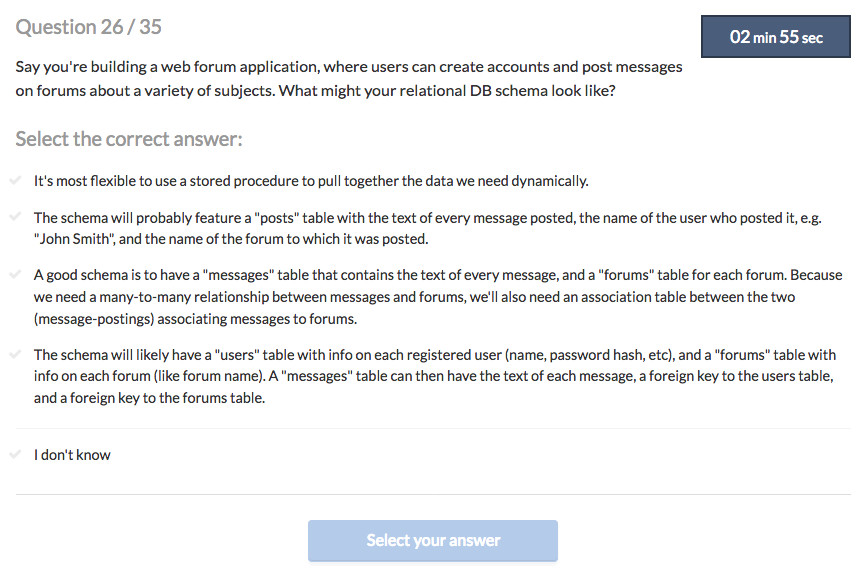 Question 26 / 35
02 min 55 sec
Say you're building a web forum application, where users can create accounts and post messages
on forums about a variety of subjects. What might your relational DB schema look like?
Select the correct answer:
It's most flexible to use a stored procedure to pull together the data we need dynamically.
The schema will probably feature a "posts" table with the text of every message posted, the name of the user who posted it, e.g.
"John Smith", and the name of the forum to which it was posted.
A good schema is to have a "messages" table that contains the text of every message, and a "forums" table for each forum. Because
we need a many-to-many relationship between messages and forums, we'll also need an association table between the two
(message-postings) associating messages to forums.
The schema will likely have a "users" table with info on each registered user (name, password hash, etc), and a "forums" table with
info on each forum (like forum name). A "messages" table can then have the text of each message, a foreign key to the users table,
and a foreign key to the forums table.
I don't know
Select your answer